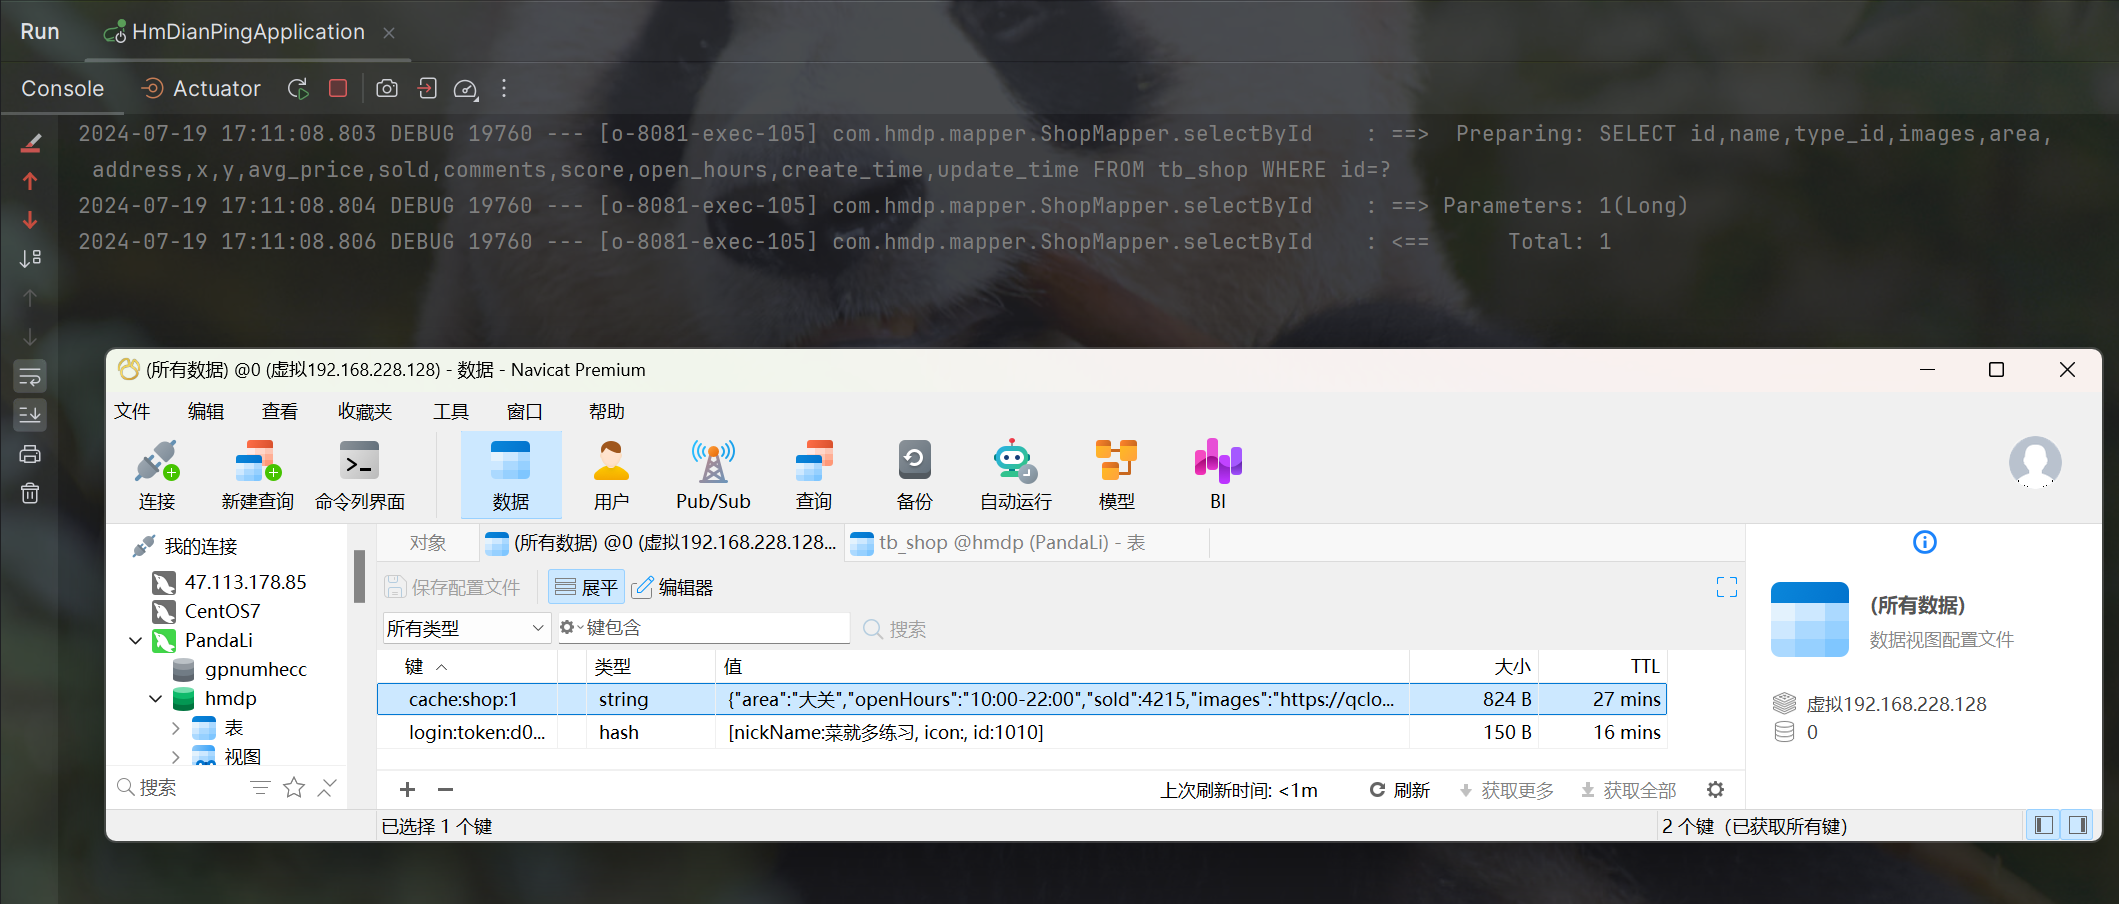 Run HmDianPingApplication
Console Actuator
2024-07-19 17:11:08.803 DEBUG 19760 --- [o-8081-exec-105] com.hmdp.mapper.ShopMapper.selectById : ==> Preparing: SELECT id,name,type_id,images,area,
address,x,y,avg_price,sold,comments,score,open_hours,create_time,update_time FROM tb_shop WHERE id=?
2024-07-19 17:11:08.804 DEBUG 19760 --- [o-8081-exec-105] com.hmdp.mapper.ShopMapper.selectById : ==> Parameters: 1(Long)
2024-07-19 17:11:08.806 DEBUG 19760 --- [o-8081-exec-105] com.hmdp.mapper.ShopMapper.selectById : <== Total: 1
(所有数据) @0 (虚拟192.168.228.128) - 数据 - Navicat Premium
文件 编辑 查看 收藏夹 工具 窗口 帮助
连接 新建查询 命令列界面 数据 用户 Pub/Sub 查询 备份 自动运行 模型 BI
我的连接
47.113.178.85
CentOS7
PandaLi
gpnumhecc
hmdp
表
视图
搜索
对象 (所有数据) @0 (虚拟192.168.228.128... tb_shop @hmdp (PandaLi) - 表
保存配置文件 展平 编辑器
所有类型 键包含 搜索
键 类型 值 大小 TTL
cache:shop:1 string {"area":"大关","openHours":"10:00-22:00","sold":4215,"images":"https://qclo... 824 B 27 mins
login:token:d0... hash [nickName:菜就多练习, icon:, id:1010] 150 B 16 mins
上次刷新时间: <1m 刷新 获取更多 获取全部
已选择 1 个键 2 个键（已获取所有键）
(所有数据)
数据视图配置文件
虚拟192.168.228.128
0